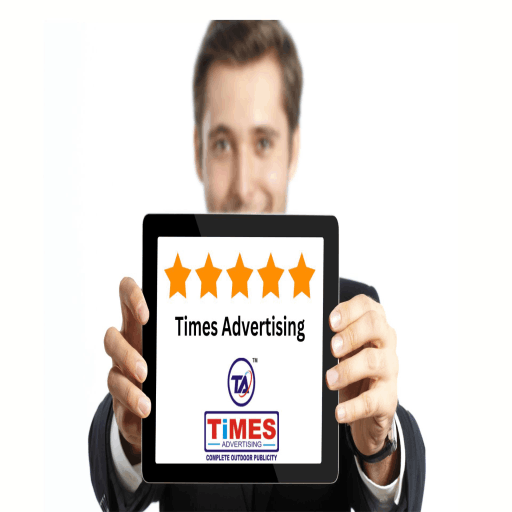 Times Advertising
TA
TM
TiMES
ADVERTISING
COMPLETE OUTDOOR PUBLICITY